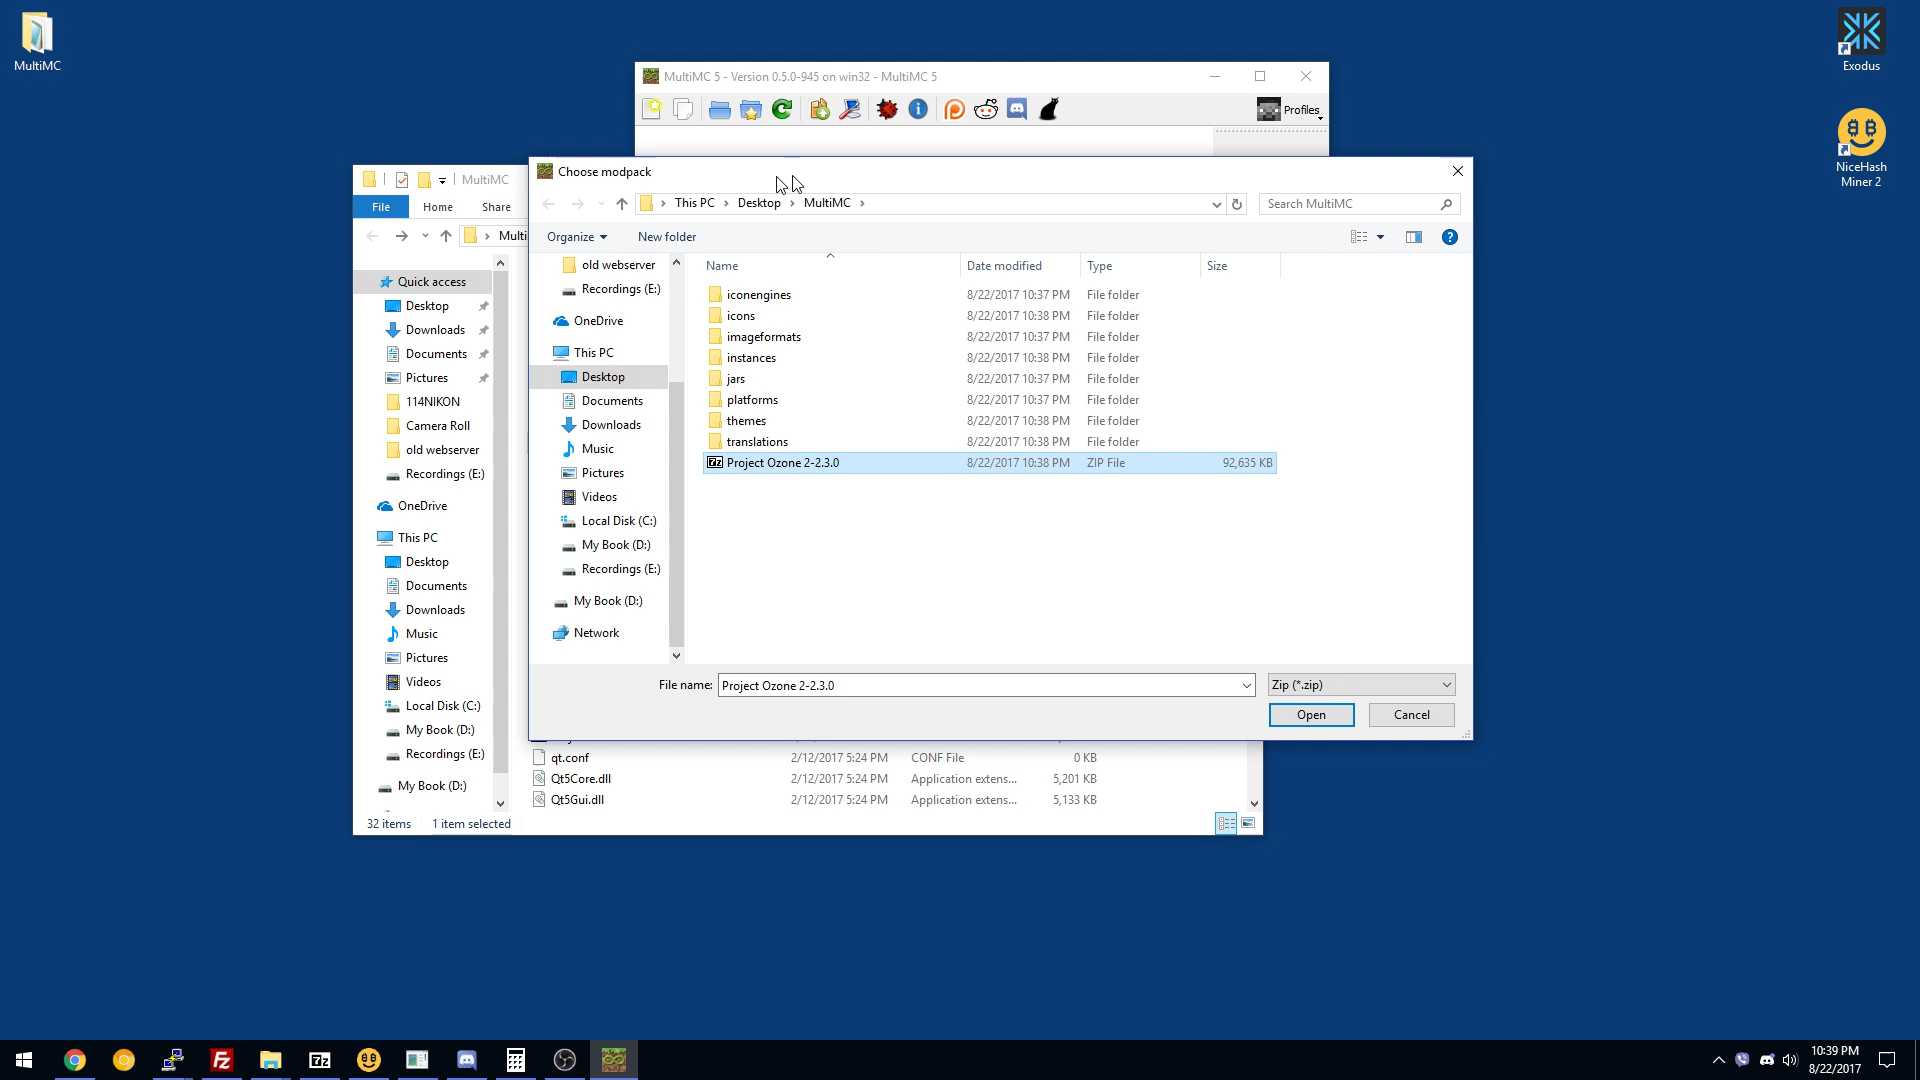 MultiMC
Exodus
NiceHash
Miner 2
MultiMC 5 - Version 0.5.0-945 on win32 - MultiMC 5
Profiles
MultiMC
File
Home
Share
Multi
Quick access
Desktop
Downloads
Documents
Pictures
114NIKON
Camera Roll
old webserver
Recordings (E:)
OneDrive
This PC
Desktop
Documents
Downloads
Music
Pictures
Videos
Local Disk (C:)
My Book (D:)
Recordings (E:)
My Book (D:)
32 items
1 item selected
qt.conf 2/12/2017 5:24 PM CONF File 0 KB
Qt5Core.dll 2/12/2017 5:24 PM Application extens... 5,201 KB
Qt5Gui.dll 2/12/2017 5:24 PM Application extens... 5,133 KB
Choose modpack
This PC
Desktop
MultiMC
Search MultiMC
Organize
New folder
?
old webserver
Recordings (E:)
OneDrive
This PC
Desktop
Documents
Downloads
Music
Pictures
Videos
Local Disk (C:)
My Book (D:)
Recordings (E:)
My Book (D:)
Network
Name Date modified Type Size
iconengines 8/22/2017 10:37 PM File folder
icons 8/22/2017 10:38 PM File folder
imageformats 8/22/2017 10:37 PM File folder
instances 8/22/2017 10:38 PM File folder
jars 8/22/2017 10:37 PM File folder
platforms 8/22/2017 10:37 PM File folder
themes 8/22/2017 10:38 PM File folder
translations 8/22/2017 10:38 PM File folder
7z Project Ozone 2-2.3.0 8/22/2017 10:38 PM ZIP File 92,635 KB
File name: Project Ozone 2-2.3.0
Zip (*.zip)
Open
Cancel
Fz
7z
10:39 PM
8/22/2017